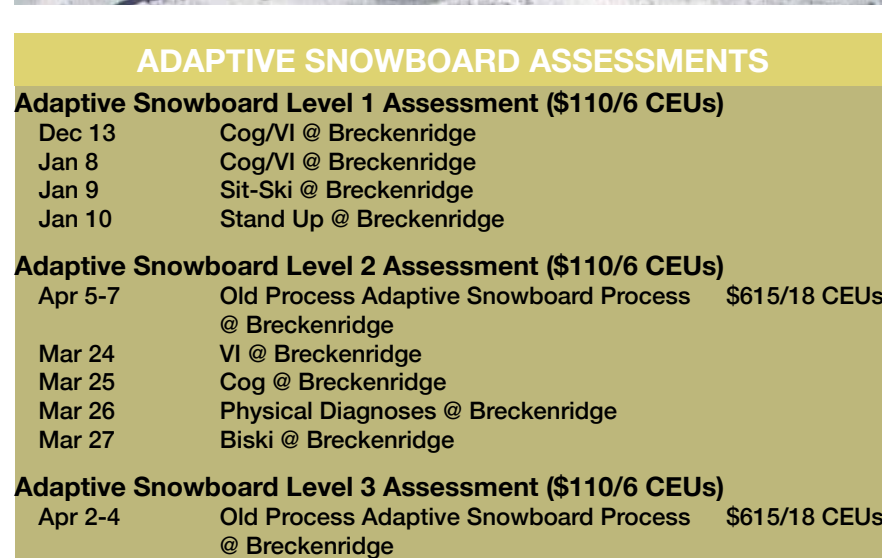 ADAPTIVE SNOWBOARD ASSESSMENTS
Adaptive Snowboard Level 1 Assessment ($110/6 CEUs)
Dec 13 Cog/VI @ Breckenridge
Jan 8 Cog/VI @ Breckenridge
Jan 9 Sit-Ski @ Breckenridge
Jan 10 Stand Up @ Breckenridge
Adaptive Snowboard Level 2 Assessment ($110/6 CEUs)
Apr 5-7 Old Process Adaptive Snowboard Process $615/18 CEUs
@ Breckenridge
Mar 24 VI @ Breckenridge
Mar 25 Cog @ Breckenridge
Mar 26 Physical Diagnoses @ Breckenridge
Mar 27 Biski @ Breckenridge
Adaptive Snowboard Level 3 Assessment ($110/6 CEUs)
Apr 2-4 Old Process Adaptive Snowboard Process $615/18 CEUs
@ Breckenridge